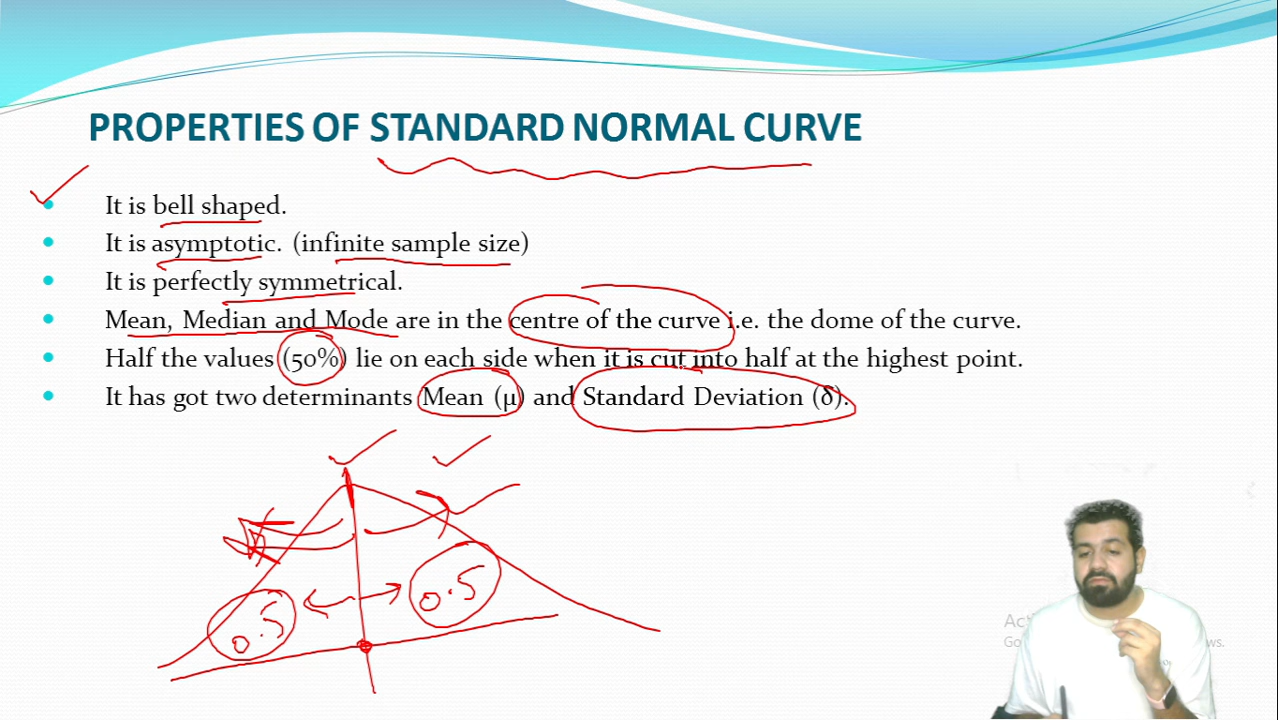 PROPERTIES OF STANDARD NORMAL CURVE
It is bell shaped.
It is asymptotic. (infinite sample size)
It is perfectly symmetrical.
Mean, Median and Mode are in the centre of the curve i.e. the dome of the curve.
Half the values (50%) lie on each side when it is cut into half at the highest point.
It has got two determinants Mean (μ) and Standard Deviation (δ).
0.5 0.5